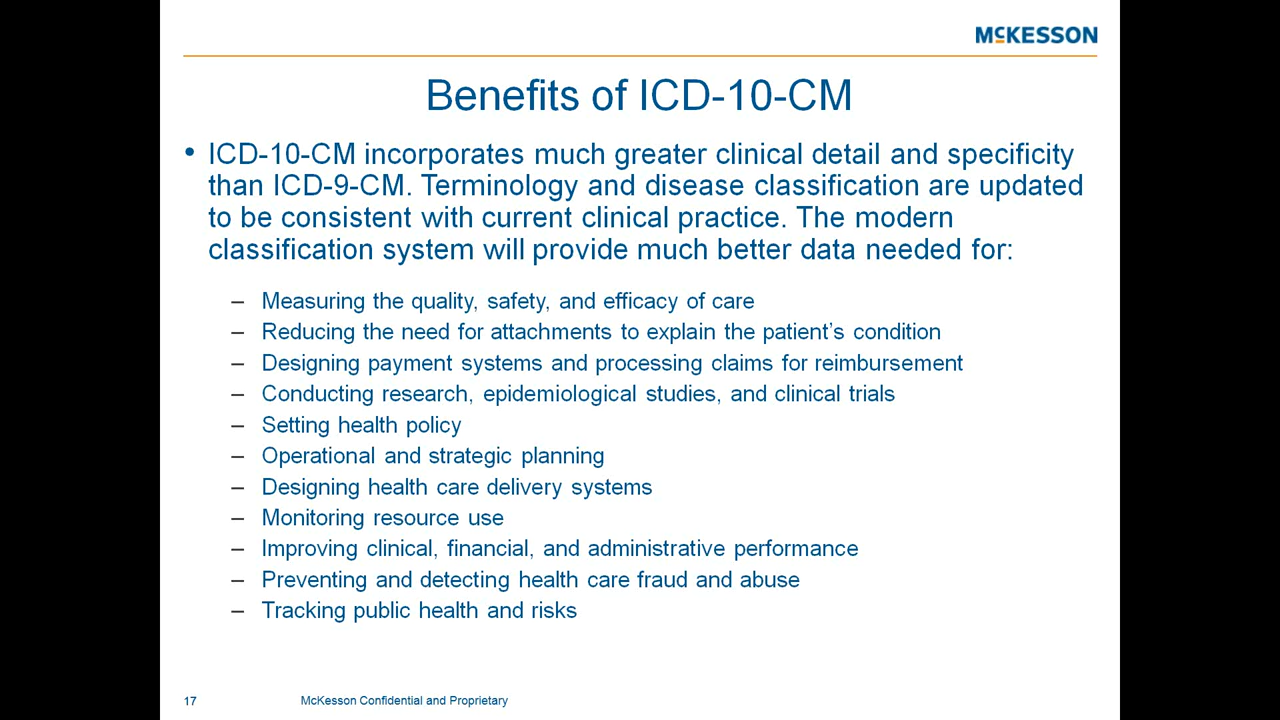 McKESSON
Benefits of ICD-10-CM
• ICD-10-CM incorporates much greater clinical detail and specificity
than ICD-9-CM. Terminology and disease classification are updated
to be consistent with current clinical practice. The modern
classification system will provide much better data needed for:
– Measuring the quality, safety, and efficacy of care
– Reducing the need for attachments to explain the patient’s condition
– Designing payment systems and processing claims for reimbursement
– Conducting research, epidemiological studies, and clinical trials
– Setting health policy
– Operational and strategic planning
– Designing health care delivery systems
– Monitoring resource use
– Improving clinical, financial, and administrative performance
– Preventing and detecting health care fraud and abuse
– Tracking public health and risks
17 McKesson Confidential and Proprietary